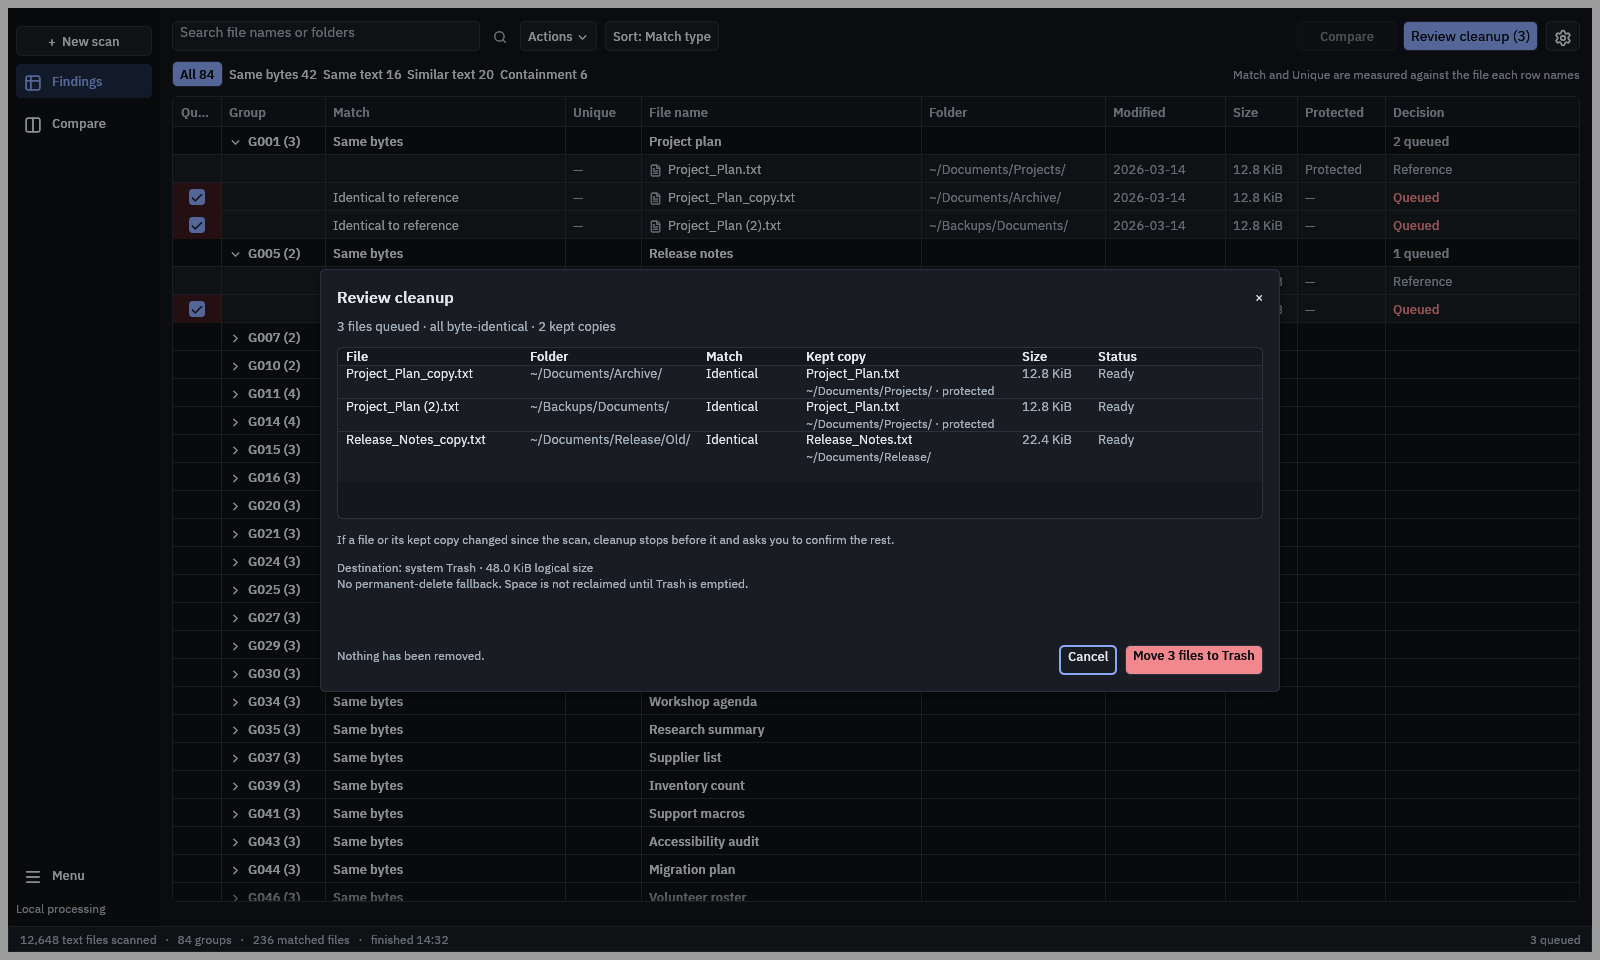 + New scan
Findings
Compare
Menu
Local processing
Search file names or folders
Actions
Sort: Match type
Compare
Review cleanup (3)
All 84 Same bytes 42 Same text 16 Similar text 20 Containment 6
Match and Unique are measured against the file each row names
Qu... Group Match Unique File name Folder Modified Size Protected Decision
G001 (3) Same bytes Project plan 2 queued
— Project_Plan.txt ~/Documents/Projects/ 2026-03-14 12.8 KiB Protected Reference
Identical to reference — Project_Plan_copy.txt ~/Documents/Archive/ 2026-03-14 12.8 KiB — Queued
Identical to reference — Project_Plan (2).txt ~/Backups/Documents/ 2026-03-14 12.8 KiB — Queued
G005 (2) Same bytes Release notes 1 queued
— Reference
— Queued
G007 (2)
G010 (2)
G011 (4)
G014 (4)
G015 (3)
G016 (3)
G020 (3)
G021 (3)
G024 (3)
G025 (3)
G027 (3)
G029 (3)
G030 (3)
G034 (3) Same bytes Workshop agenda
G035 (3) Same bytes Research summary
G037 (3) Same bytes Supplier list
G039 (3) Same bytes Inventory count
G041 (3) Same bytes Support macros
G043 (3) Same bytes Accessibility audit
G044 (3) Same bytes Migration plan
G046 (3) Same bytes Volunteer roster
Review cleanup ×
3 files queued · all byte-identical · 2 kept copies
File Folder Match Kept copy Size Status
Project_Plan_copy.txt ~/Documents/Archive/ Identical Project_Plan.txt 12.8 KiB Ready
~/Documents/Projects/ · protected
Project_Plan (2).txt ~/Backups/Documents/ Identical Project_Plan.txt 12.8 KiB Ready
~/Documents/Projects/ · protected
Release_Notes_copy.txt ~/Documents/Release/Old/ Identical Release_Notes.txt 22.4 KiB Ready
~/Documents/Release/
If a file or its kept copy changed since the scan, cleanup stops before it and asks you to confirm the rest.
Destination: system Trash · 48.0 KiB logical size
No permanent-delete fallback. Space is not reclaimed until Trash is emptied.
Nothing has been removed.
Cancel
Move 3 files to Trash
12,648 text files scanned · 84 groups · 236 matched files · finished 14:32
3 queued